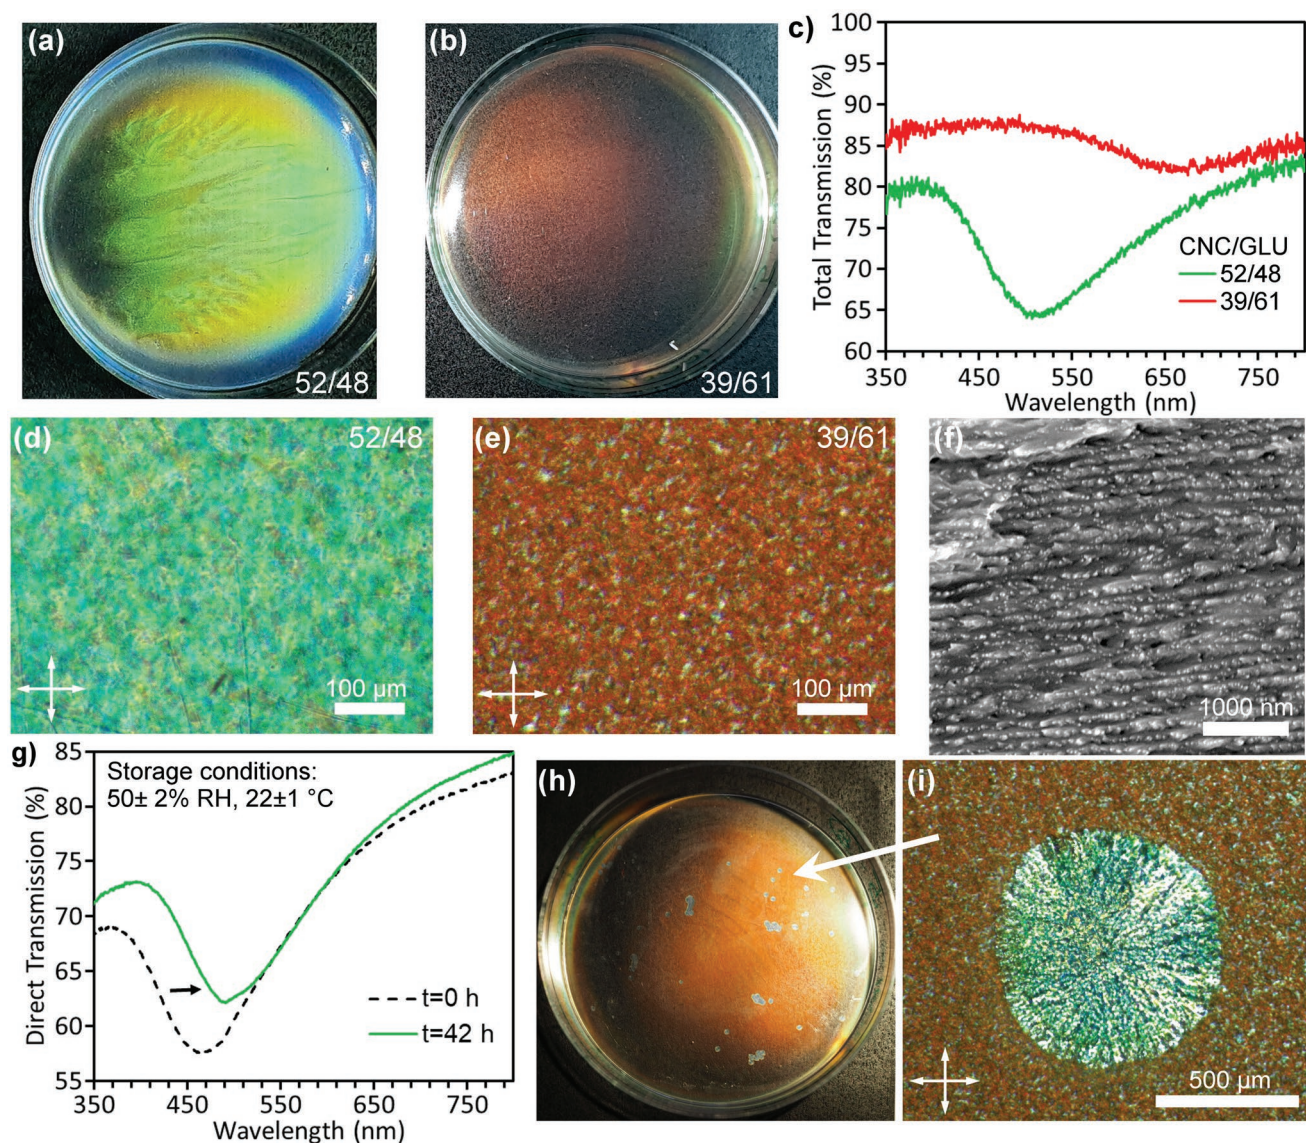 (a)
52/48
(b)
39/61
c)
100
95
90
85
80
75
70
65
60
Total Transmission (%)
350
450
550
650
750
Wavelength (nm)
CNC/GLU
52/48
39/61
(d)
52/48
100 µm
(e)
39/61
100 µm
(f)
1000 nm
g)
85
80
75
70
65
60
55
Direct Transmission (%)
Storage conditions:
50± 2% RH, 22±1 °C
t=0 h
t=42 h
350
450
550
650
750
Wavelength (nm)
(h)
(i)
500 µm